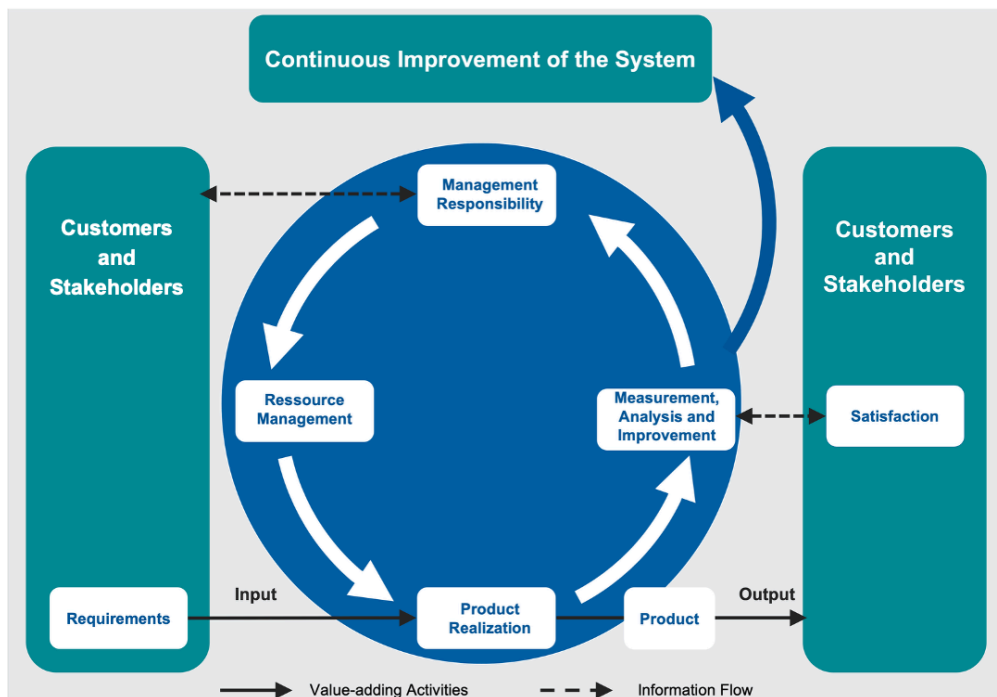 Continuous Improvement of the System
Management
Responsibility
Customers
and
Stakeholders
Customers
and
Stakeholders
Ressource
Management
Measurement,
Analysis and
Improvement
Satisfaction
Input
Output
Requirements
Product
Realization
Product
Value-adding Activities
Information Flow